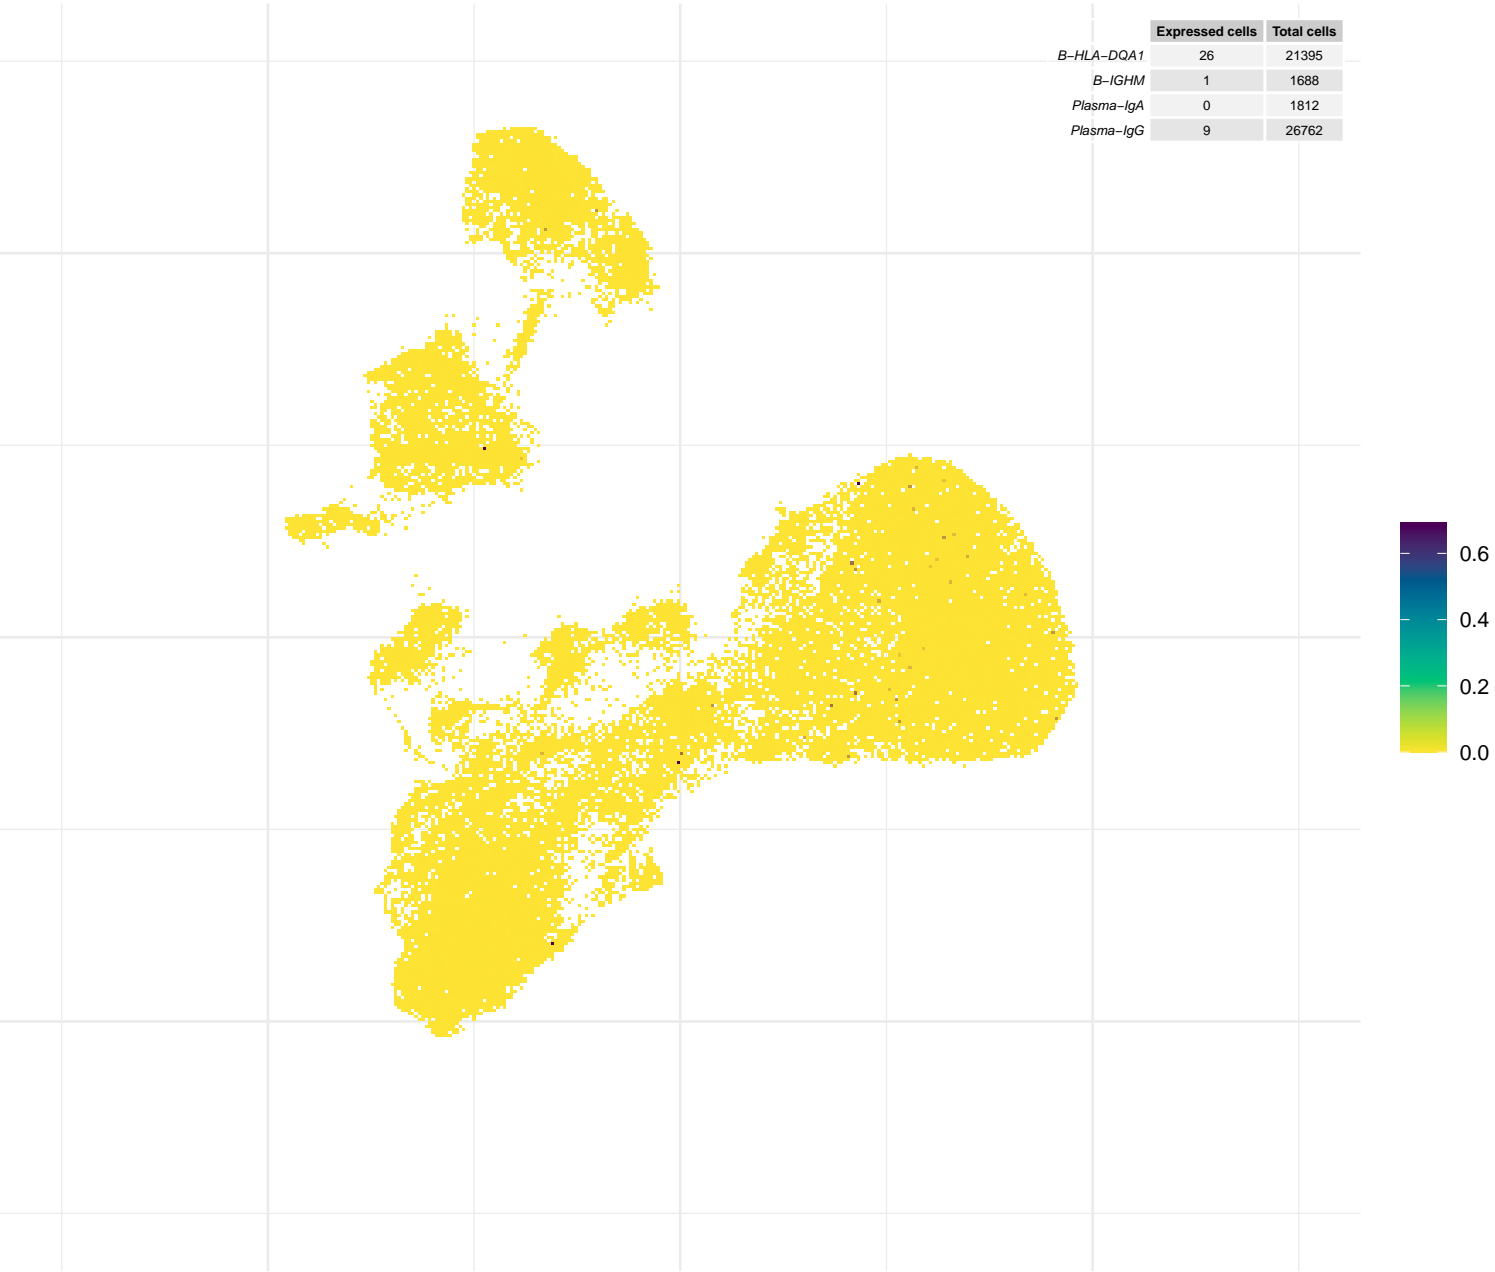 Expressed cells Total cells
B−HLA−DQA1 26 21395
B−IGHM 1 1688
Plasma−IgA 0 1812
Plasma−IgG 9 26762
0.6
0.4
0.2
0.0